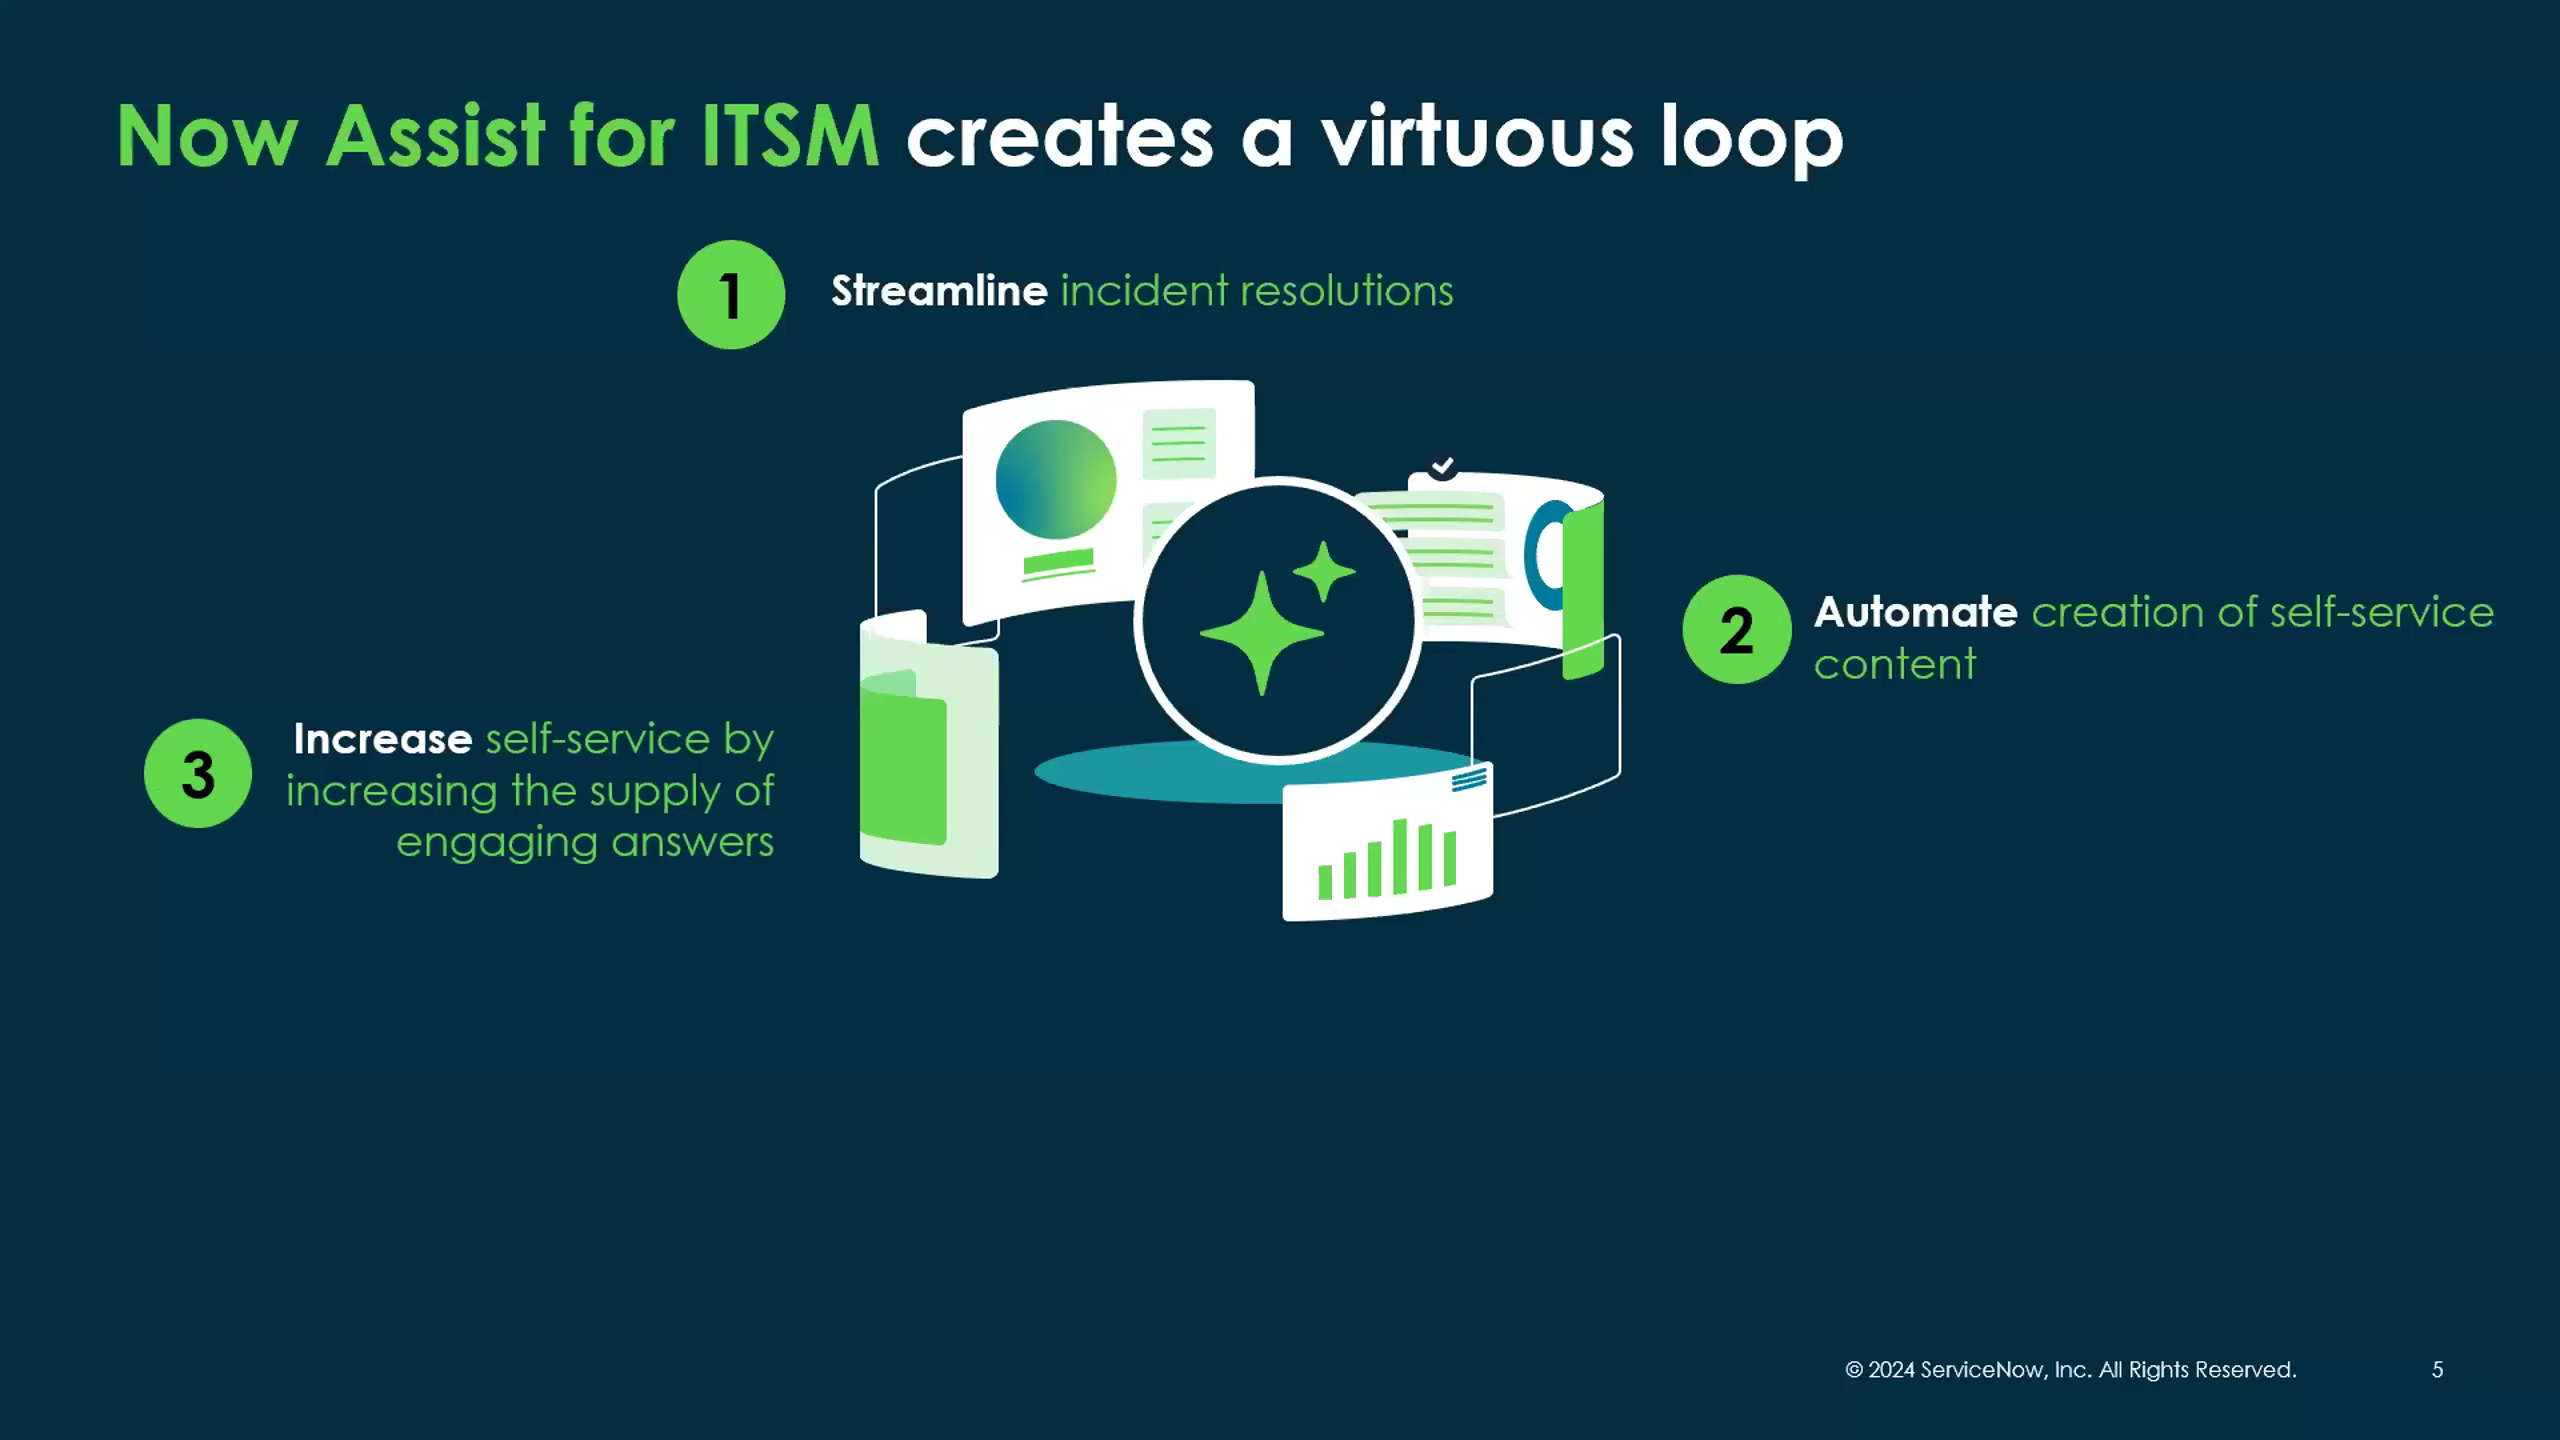 Now Assist for ITSM creates a virtuous loop
1
Streamline incident resolutions
2
Automate creation of self-service
content
3
Increase self-service by
increasing the supply of
engaging answers
© 2024 ServiceNow, Inc. All Rights Reserved.
5